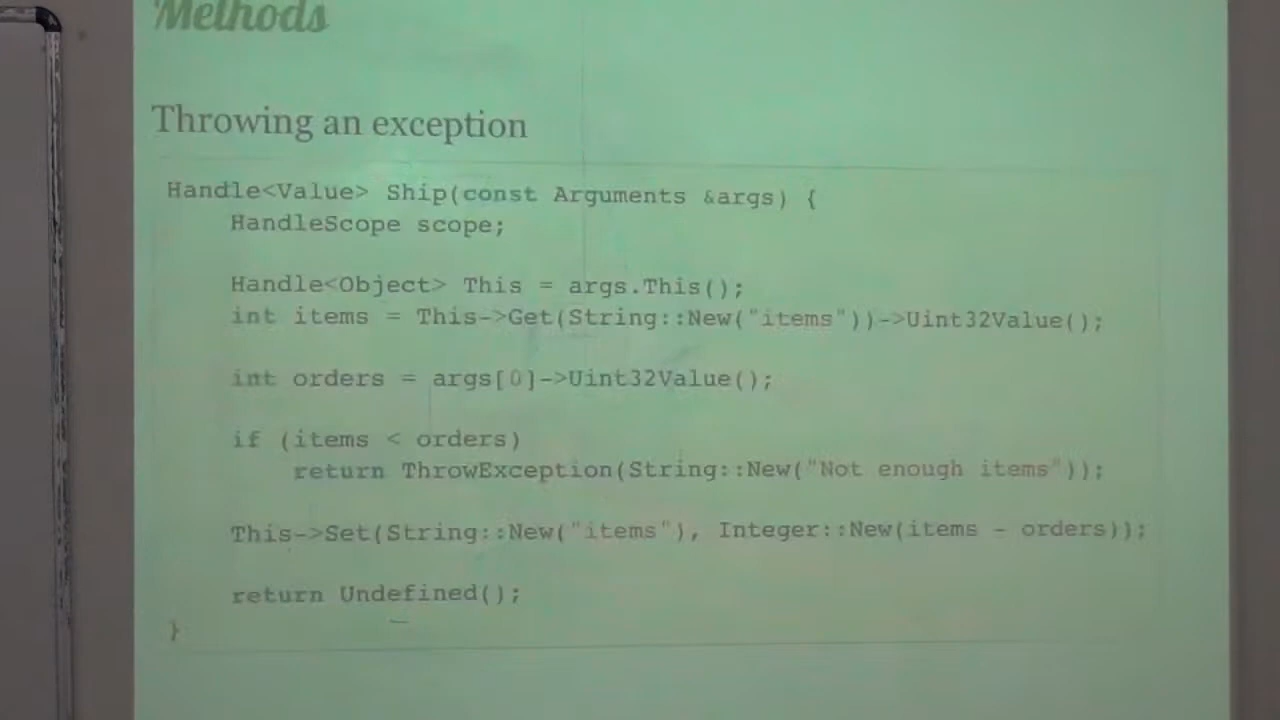 Methods
Throwing an exception
Handle<Value> Ship(const Arguments &args) {
HandleScope scope;
Handle<Object> This = args.This();
int items = This->Get(String::New("items"))->Uint32Value();
int orders = args[0]->Uint32Value();
if (items < orders)
return ThrowException(String::New("Not enough items"));
This->Set(String::New("items"), Integer::New(items - orders));
return Undefined();
}